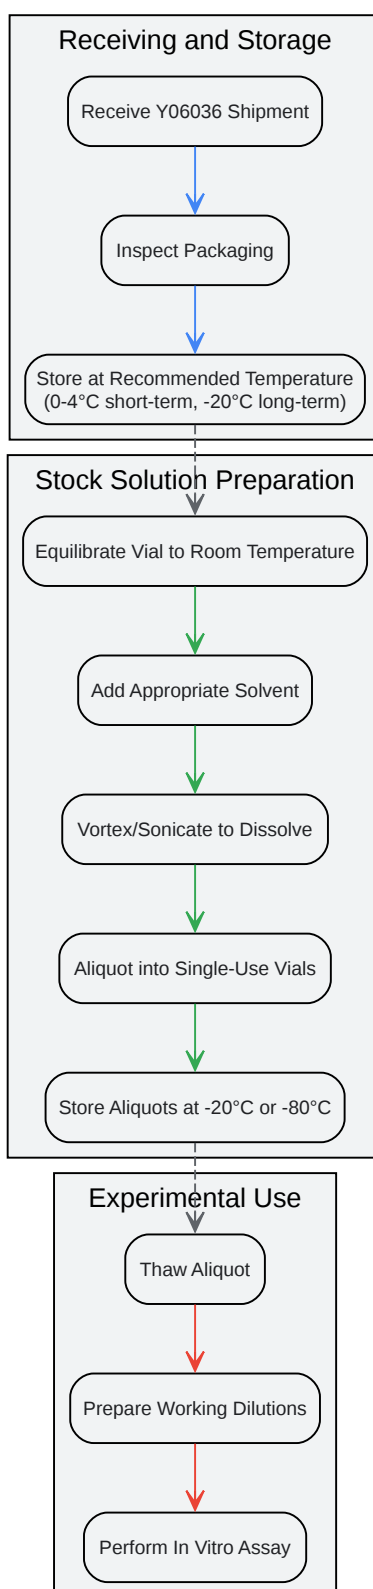 Receiving and Storage
Receive Y06036 Shipment
Inspect Packaging
Store at Recommended Temperature
(0-4°C short-term, -20°C long-term)
Stock Solution Preparation
Equilibrate Vial to Room Temperature
Add Appropriate Solvent
Vortex/Sonicate to Dissolve
Aliquot into Single-Use Vials
Store Aliquots at -20°C or -80°C
Experimental Use
Thaw Aliquot
Prepare Working Dilutions
Perform In Vitro Assay